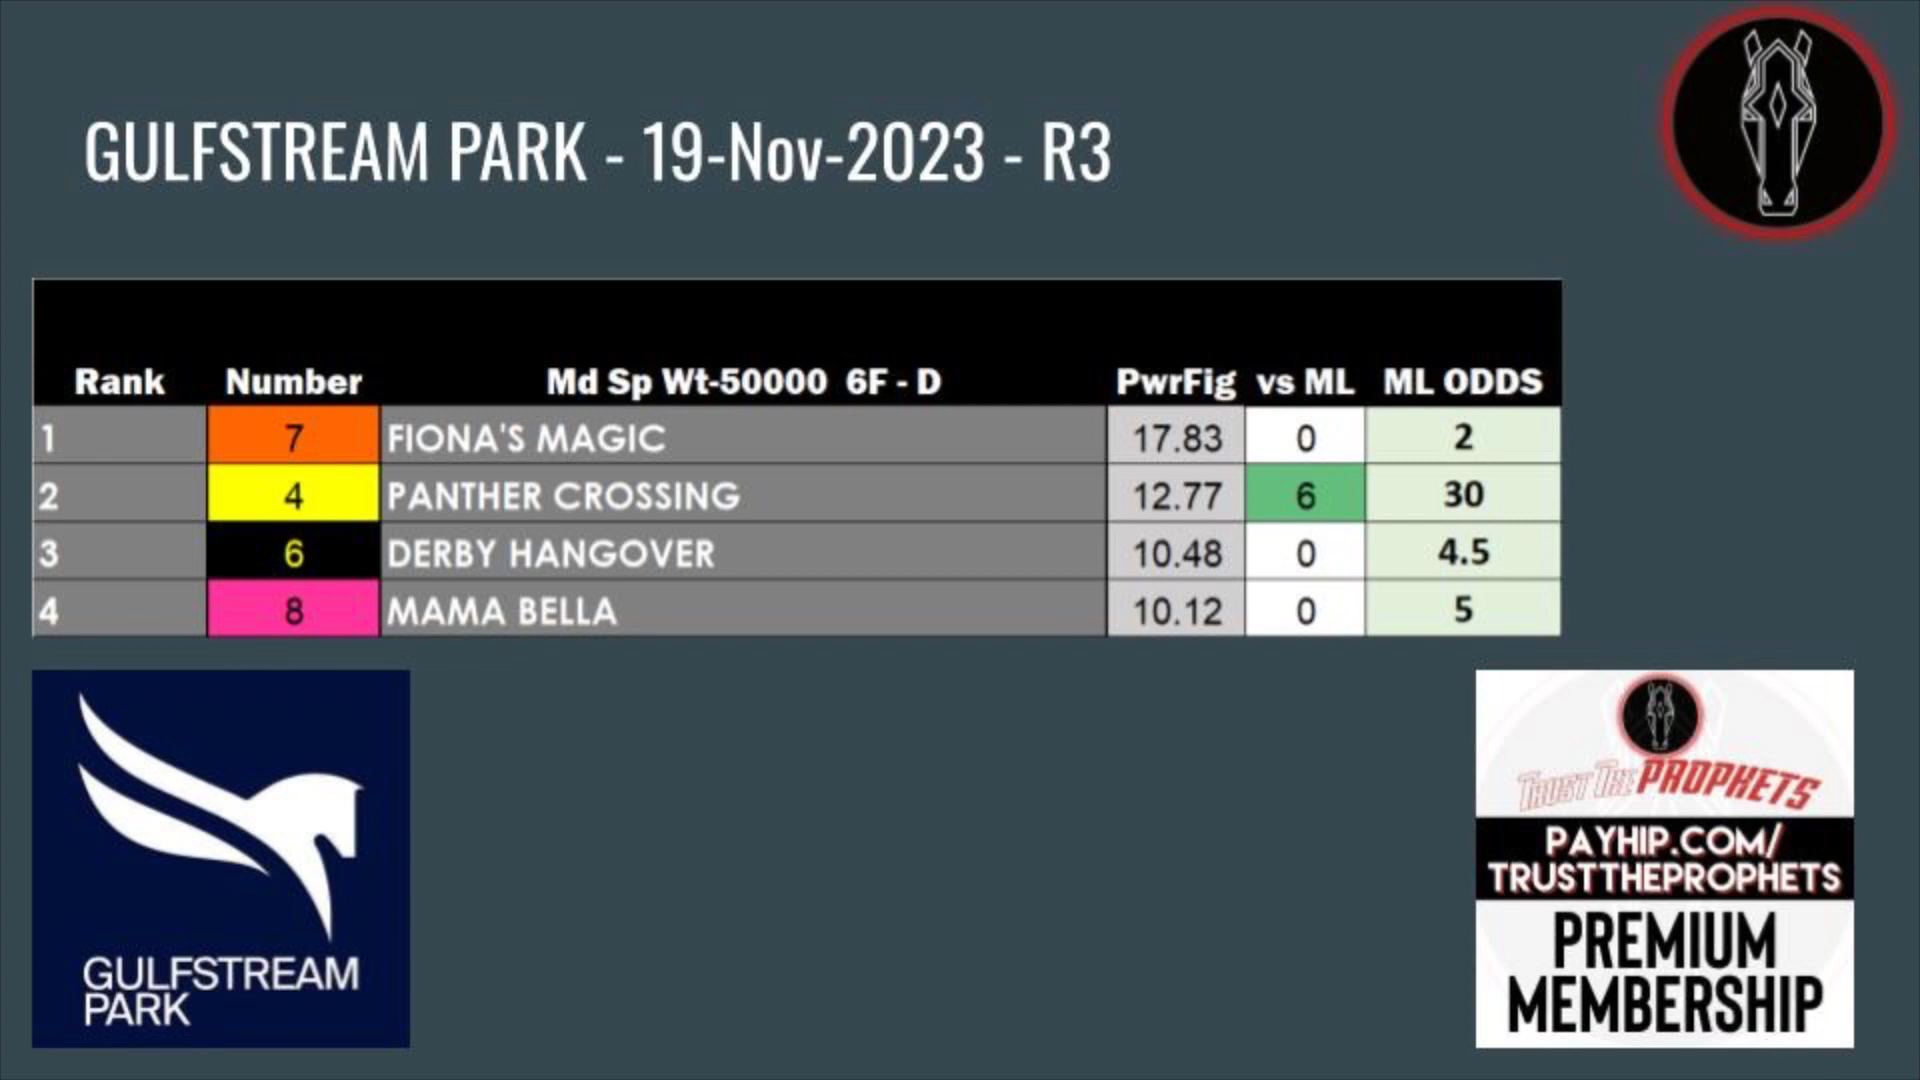 GULFSTREAM PARK - 19-Nov-2023 - R3
Rank Number Md Sp Wt-50000 6F - D PwrFig vs ML ML ODDS
1 7 FIONA'S MAGIC 17.83 0 2
2 4 PANTHER CROSSING 12.77 6 30
3 6 DERBY HANGOVER 10.48 0 4.5
4 8 MAMA BELLA 10.12 0 5
GULFSTREAM
PARK
TRUST THE PROPHETS
PAYHIP.COM/
TRUSTTHEPROPHETS
PREMIUM
MEMBERSHIP